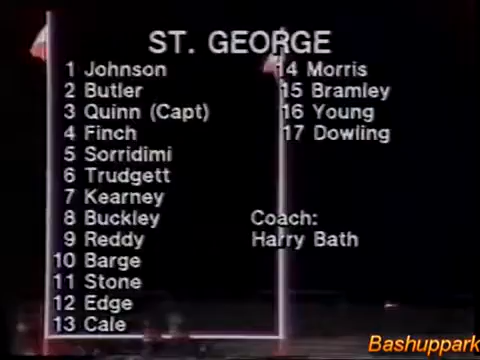 ST. GEORGE
1 Johnson
2 Butler
3 Quinn (Capt)
4 Finch
5 Sorridimi
6 Trudgett
7 Kearney
8 Buckley
9 Reddy
10 Barge
11 Stone
12 Edge
13 Cale
14 Morris
15 Bramley
16 Young
17 Dowling
Coach:
Harry Bath
Bashuppark